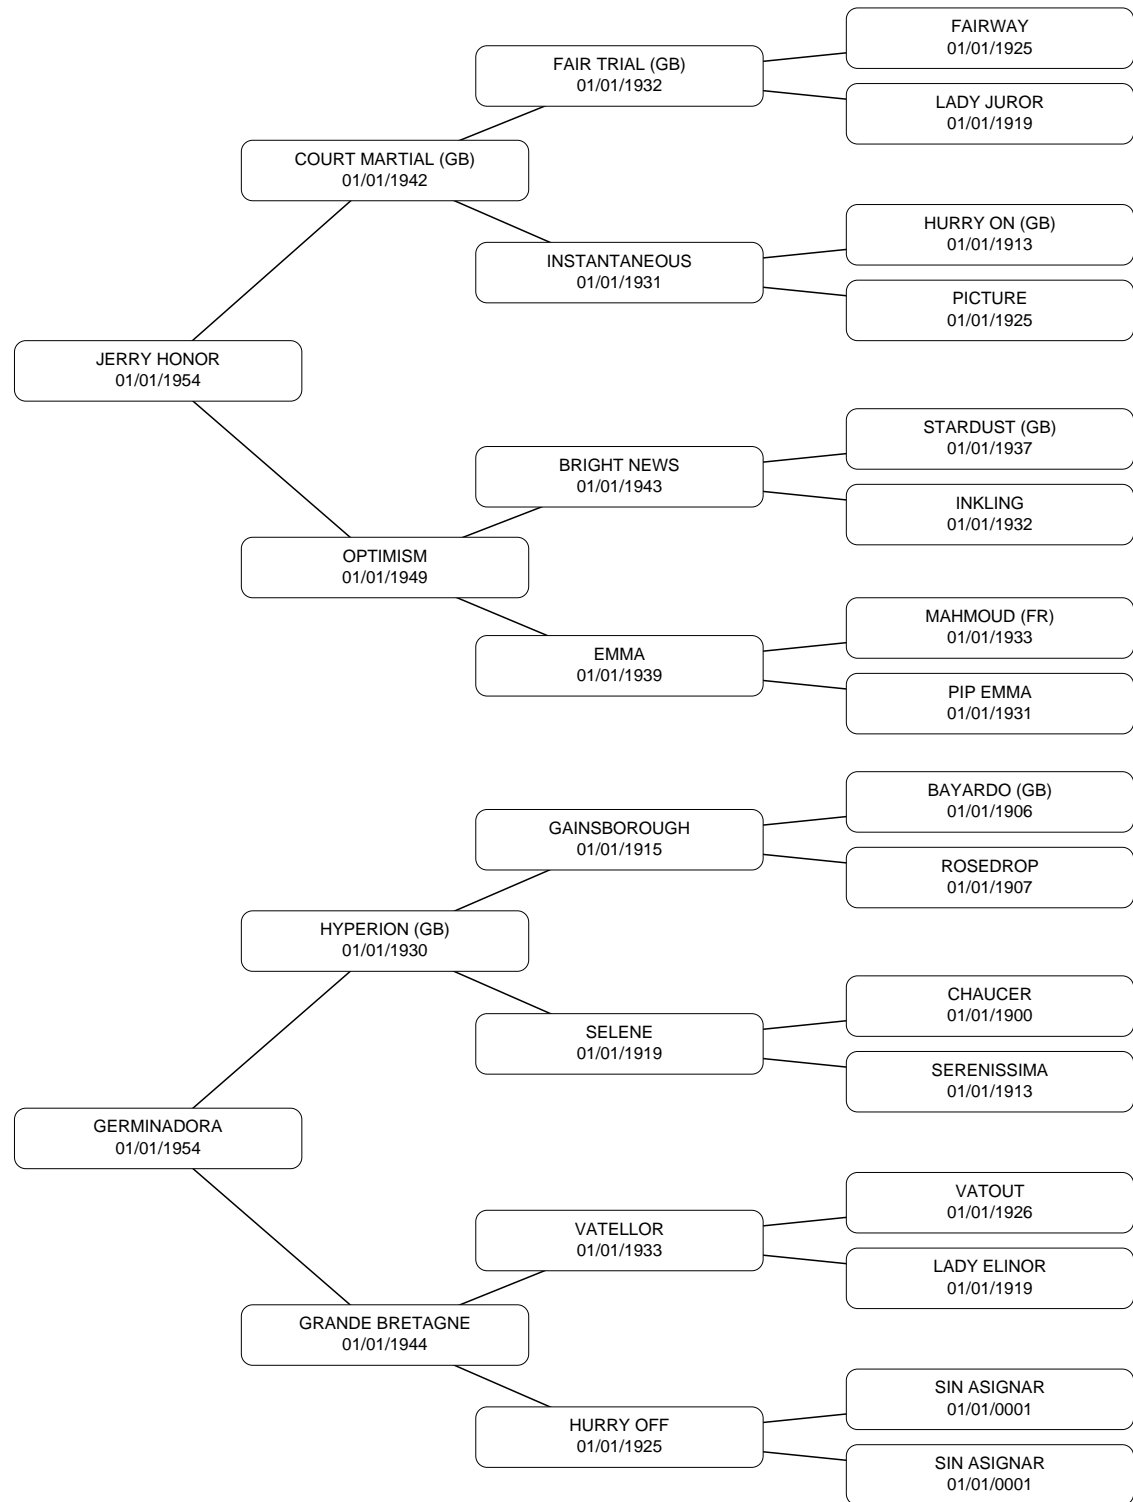 FAIRWAY
01/01/1925
FAIR TRIAL (GB)
01/01/1932
LADY JUROR
01/01/1919
COURT MARTIAL (GB)
01/01/1942
HURRY ON (GB)
01/01/1913
INSTANTANEOUS
01/01/1931
PICTURE
01/01/1925
JERRY HONOR
01/01/1954
STARDUST (GB)
01/01/1937
BRIGHT NEWS
01/01/1943
INKLING
01/01/1932
OPTIMISM
01/01/1949
MAHMOUD (FR)
01/01/1933
EMMA
01/01/1939
PIP EMMA
01/01/1931
BAYARDO (GB)
01/01/1906
GAINSBOROUGH
01/01/1915
ROSEDROP
01/01/1907
HYPERION (GB)
01/01/1930
CHAUCER
01/01/1900
SELENE
01/01/1919
SERENISSIMA
01/01/1913
GERMINADORA
01/01/1954
VATOUT
01/01/1926
VATELLOR
01/01/1933
LADY ELINOR
01/01/1919
GRANDE BRETAGNE
01/01/1944
SIN ASIGNAR
01/01/0001
HURRY OFF
01/01/1925
SIN ASIGNAR
01/01/0001